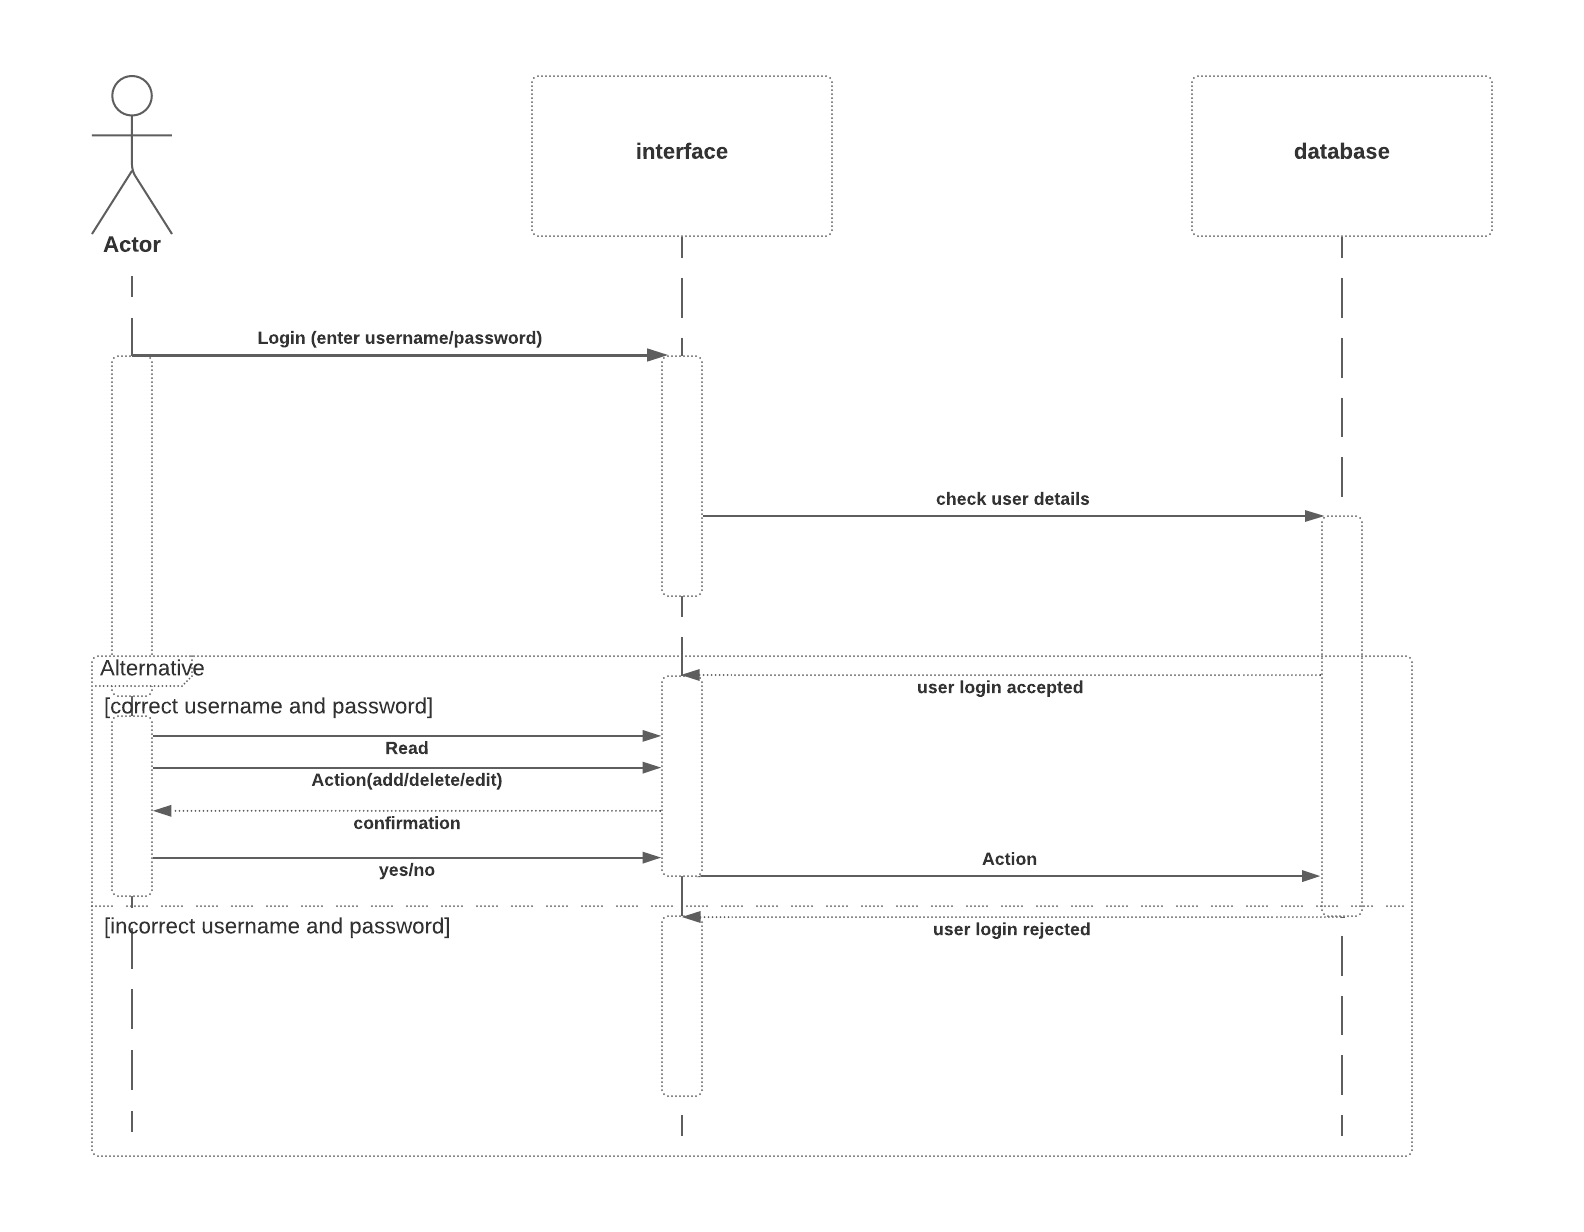 interface
database
Actor
Login (enter username/password)
check user details
Alternative
user login accepted
[correct username and password]
Read
Action(add/delete/edit)
confirmation
Action
yes/no
[incorrect username and password]
user login rejected